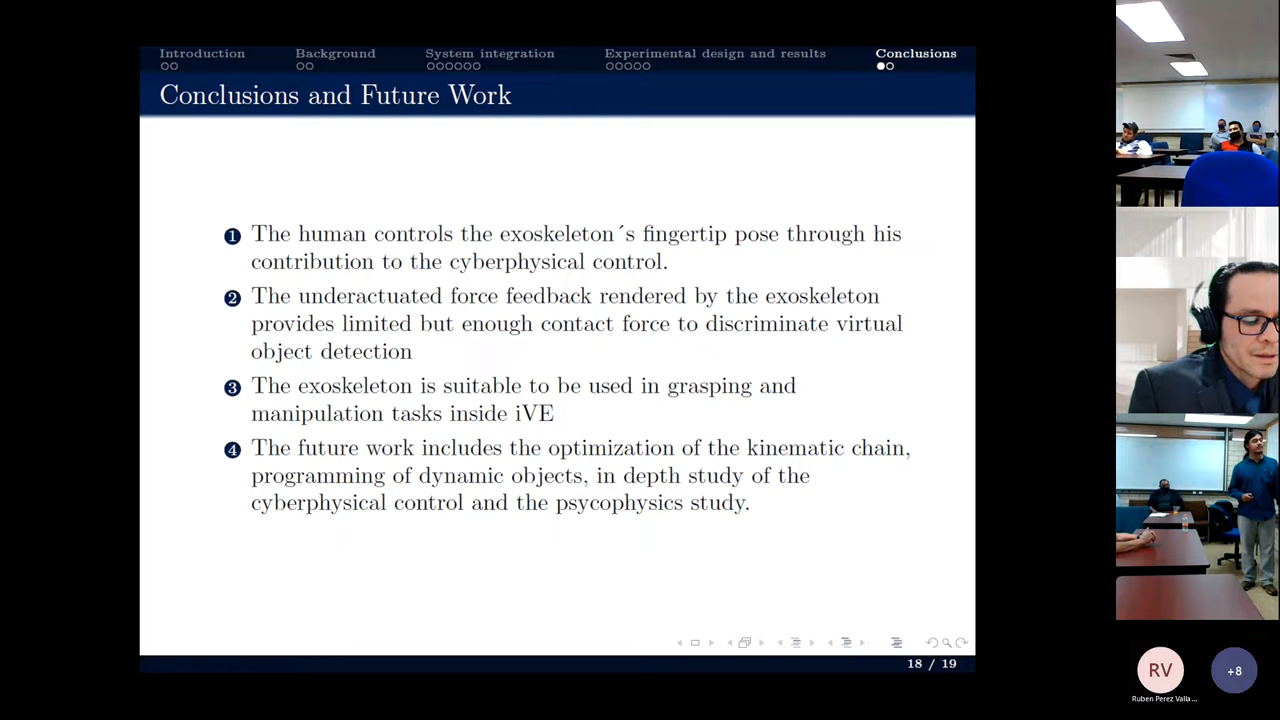 Introduction
Background
System integration
Experimental design and results
Conclusions
Conclusions and Future Work
1 The human controls the exoskeleton´s fingertip pose through his
contribution to the cyberphysical control.
2 The underactuated force feedback rendered by the exoskeleton
provides limited but enough contact force to discriminate virtual
object detection
3 The exoskeleton is suitable to be used in grasping and
manipulation tasks inside iVE
4 The future work includes the optimization of the kinematic chain,
programming of dynamic objects, in depth study of the
cyberphysical control and the psycophysics study.
18 / 19
RV
+8
Ruben Perez Valla...